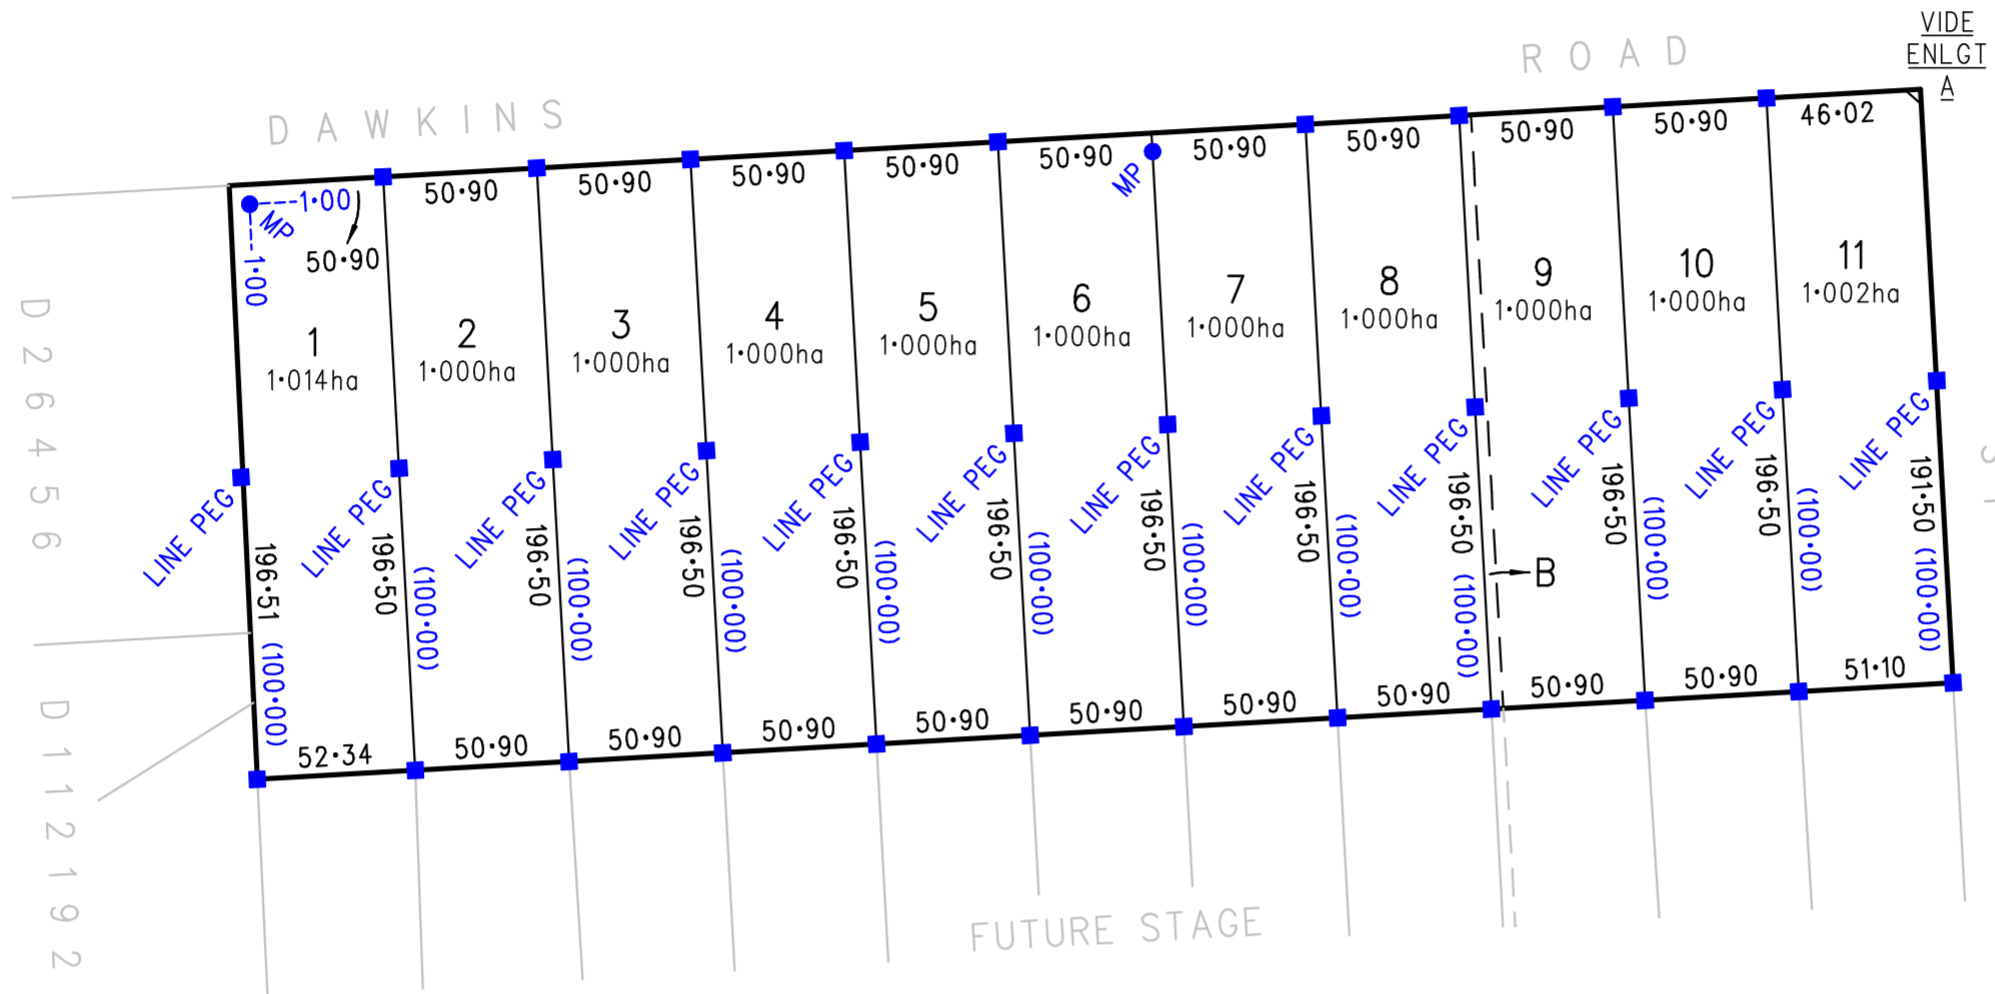 VIDE
ENLGT
A
DAWKINS ROAD
50·90
50·90
50·90
50·90
50·90
50·90
50·90
50·90
50·90
50·90
46·02
1·00
MP
1·00
MP
1
1·014ha
2
1·000ha
3
1·000ha
4
1·000ha
5
1·000ha
6
1·000ha
7
1·000ha
8
1·000ha
9
1·000ha
10
1·000ha
11
1·002ha
D26456
D112192
LINE PEG
LINE PEG
LINE PEG
LINE PEG
LINE PEG
LINE PEG
LINE PEG
LINE PEG
LINE PEG
LINE PEG
LINE PEG
LINE PEG
196·51 (100·00)
196·50 (100·00)
196·50 (100·00)
196·50 (100·00)
196·50 (100·00)
196·50 (100·00)
196·50 (100·00)
196·50 (100·00)
196·50 (100·00)
196·50 (100·00)
196·50 (100·00)
191·50 (100·00)
B
52·34
50·90
50·90
50·90
50·90
50·90
50·90
50·90
50·90
50·90
51·10
FUTURE STAGE